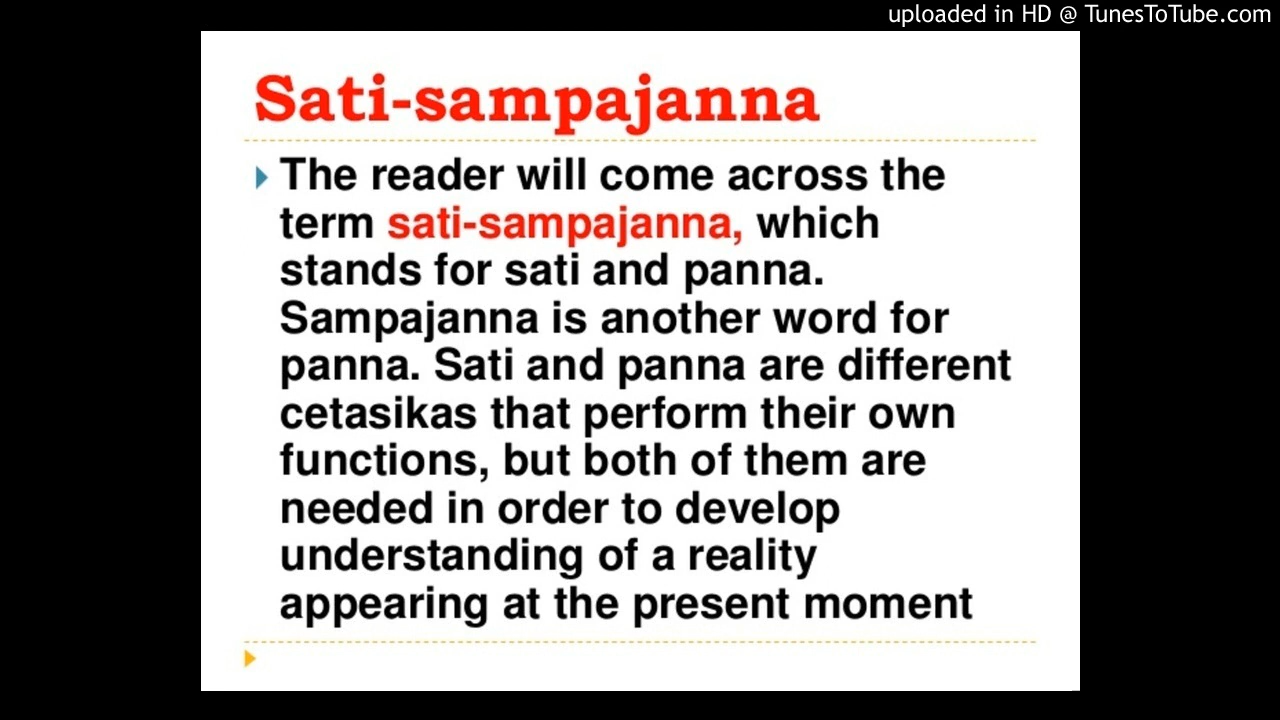 uploaded in HD @ TunesToTube.com
Sati-sampajanna
The reader will come across the
term sati-sampajanna, which
stands for sati and panna.
Sampajanna is another word for
panna. Sati and panna are different
cetasikas that perform their own
functions, but both of them are
needed in order to develop
understanding of a reality
appearing at the present moment